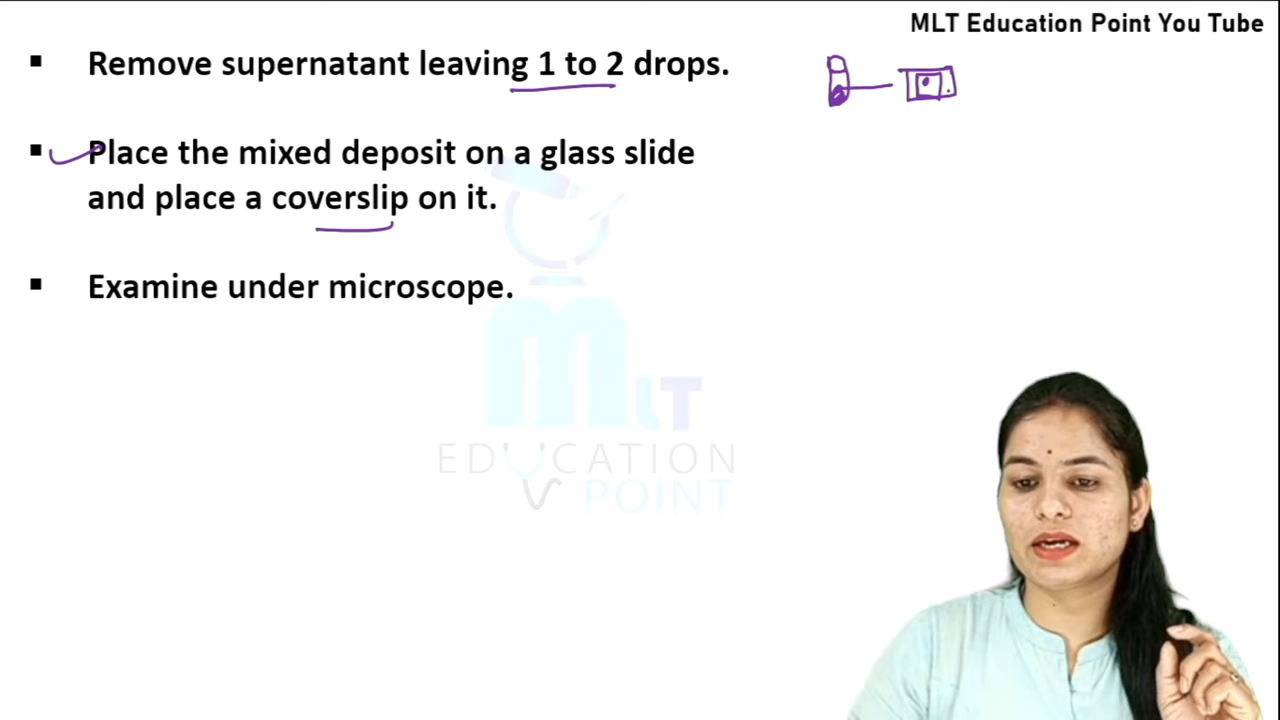 MLT Education Point You Tube
▪ Remove supernatant leaving 1 to 2 drops.
▪ Place the mixed deposit on a glass slide
and place a coverslip on it.
▪ Examine under microscope.
MLT
EDUCATION
POINT